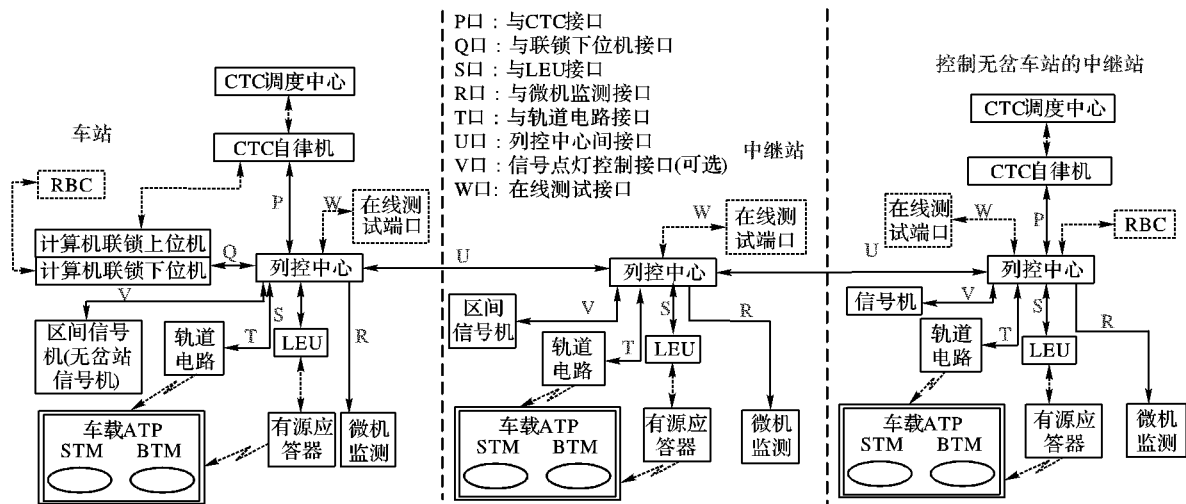 车站
CTC调度中心
CTC自律机
RBC
P
W
在线测
试端口
计算机联锁上位机
计算机联锁下位机
Q
列控中心
V
S
区间信号
机(无岔站
信号机)
轨道
电路
T
LEU
R
车载ATP
STM
BTM
有源应
答器
微机
监测
U
P口：与CTC接口
Q口：与联锁下位机接口
S口：与LEU接口
R口：与微机监测接口
T口：与轨道电路接口
U口：列控中心间接口
V口：信号点灯控制接口(可选)
W口：在线测试接口
中继站
W
在线测
试端口
列控中心
区间
信号机
V
S
R
轨道
电路
T
LEU
车载ATP
STM
BTM
有源应
答器
微机
监测
U
控制无岔车站的中继站
CTC调度中心
CTC自律机
在线测
试端口
W
P
RBC
列控中心
信号机
V
S
R
轨道
电路
T
LEU
车载ATP
STM
BTM
有源应
答器
微机
监测